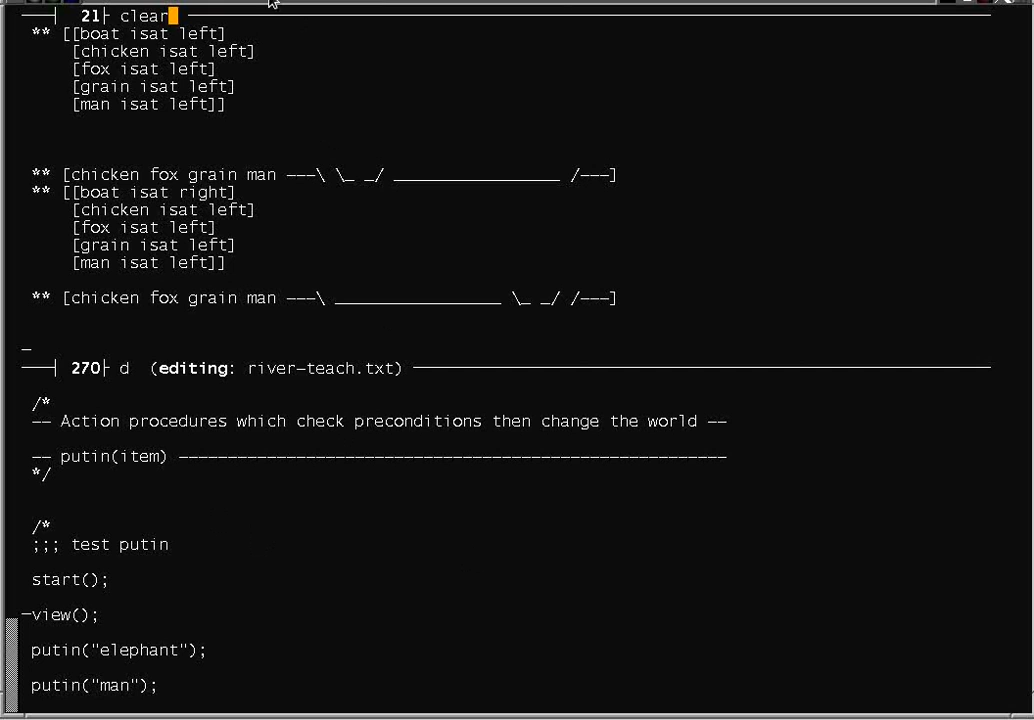 21├ clear
** [[boat isat left]
[chicken isat left]
[fox isat left]
[grain isat left]
[man isat left]]
** [chicken fox grain man ---\ \_ _/ _________________ /---]
** [[boat isat right]
[chicken isat left]
[fox isat left]
[grain isat left]
[man isat left]]
** [chicken fox grain man ---\ _________________ \_ _/ /---]
270├ d (editing: river-teach.txt)
/*
-- Action procedures which check preconditions then change the world --
-- putin(item) --------------------------------------------------------
*/
/*
;;; test putin
start();
view();
putin("elephant");
putin("man");